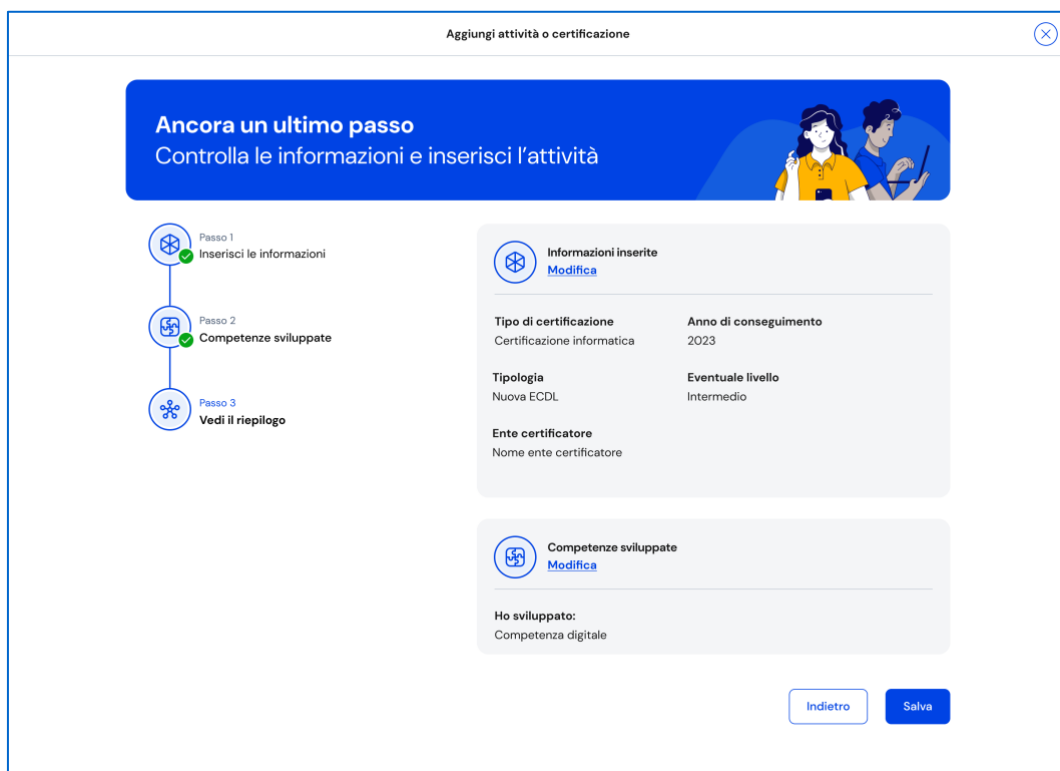 Aggiungi attività o certificazione
Ancora un ultimo passo
Controlla le informazioni e inserisci l'attività
Passo 1
Inserisci le informazioni
Passo 2
Competenze sviluppate
Passo 3
Vedi il riepilogo
Informazioni inserite
Modifica
Tipo di certificazione
Certificazione informatica
Anno di conseguimento
2023
Tipologia
Nuova ECDL
Eventuale livello
Intermedio
Ente certificatore
Nome ente certificatore
Competenze sviluppate
Modifica
Ho sviluppato:
Competenza digitale
Indietro
Salva